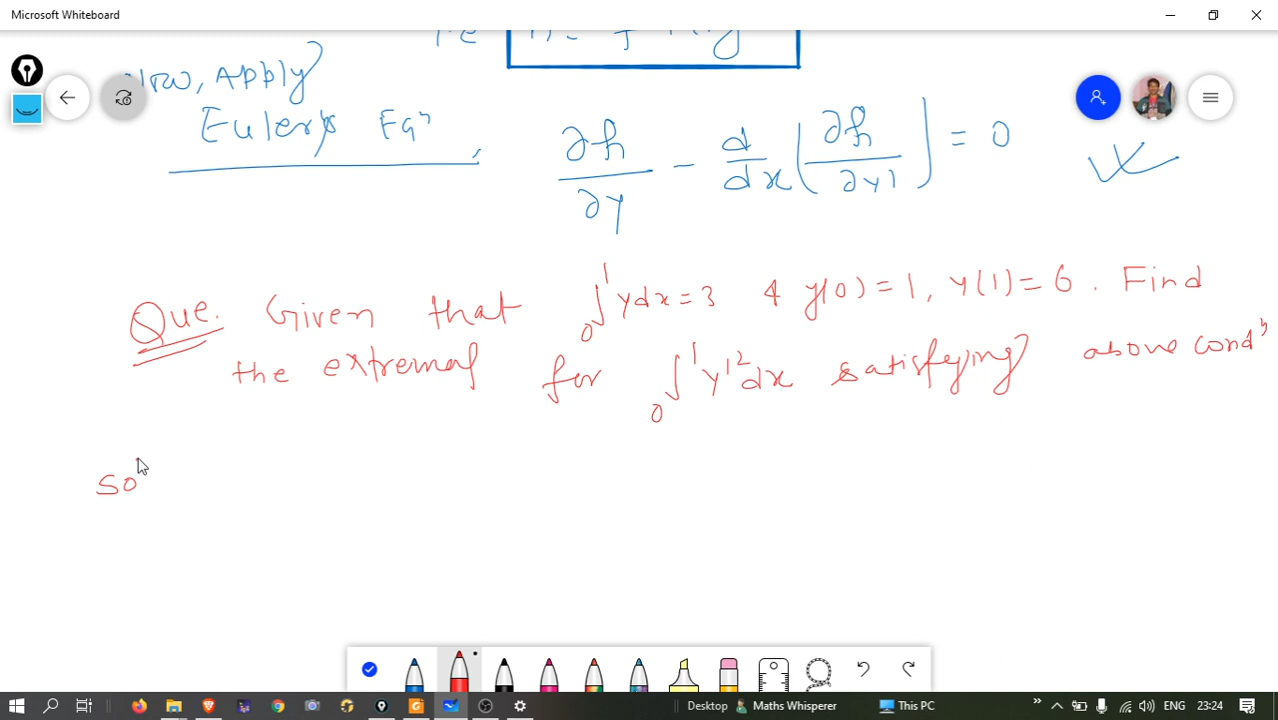 Microsoft Whiteboard
Now, Apply
Euler's Eqn
∂h/∂y - d/dx (∂h/∂y') = 0
Que. Given that ∫₀¹ ydx = 3 & y(0) = 1, y(1) = 6. Find
the extremal for ∫₀¹ y'² dx satisfying above condn
So
Desktop
Maths Whisperer
This PC
ENG
23:24